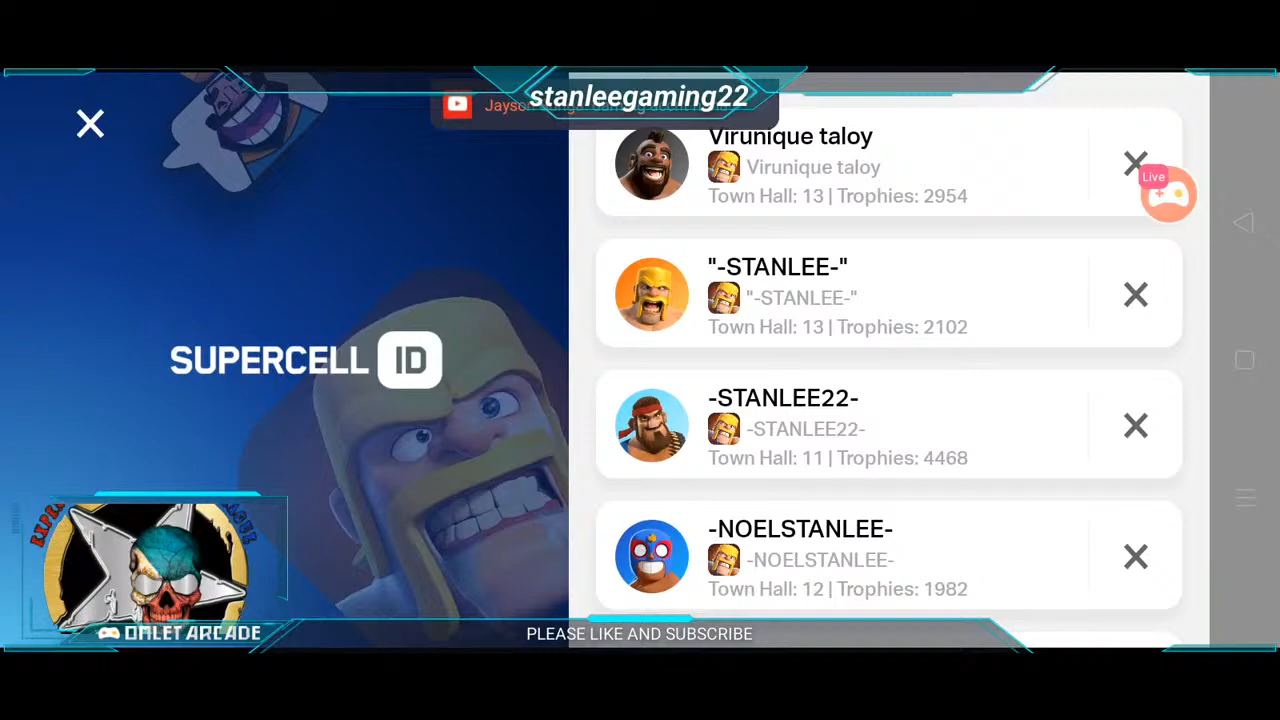 stanleegaming22
Virunique taloy
Virunique taloy
Town Hall: 13 | Trophies: 2954
Live
"-STANLEE-"
"-STANLEE-"
Town Hall: 13 | Trophies: 2102
SUPERCELL ID
-STANLEE22-
-STANLEE22-
Town Hall: 11 | Trophies: 4468
-NOELSTANLEE-
-NOELSTANLEE-
Town Hall: 12 | Trophies: 1982
OMLET ARCADE
PLEASE LIKE AND SUBSCRIBE